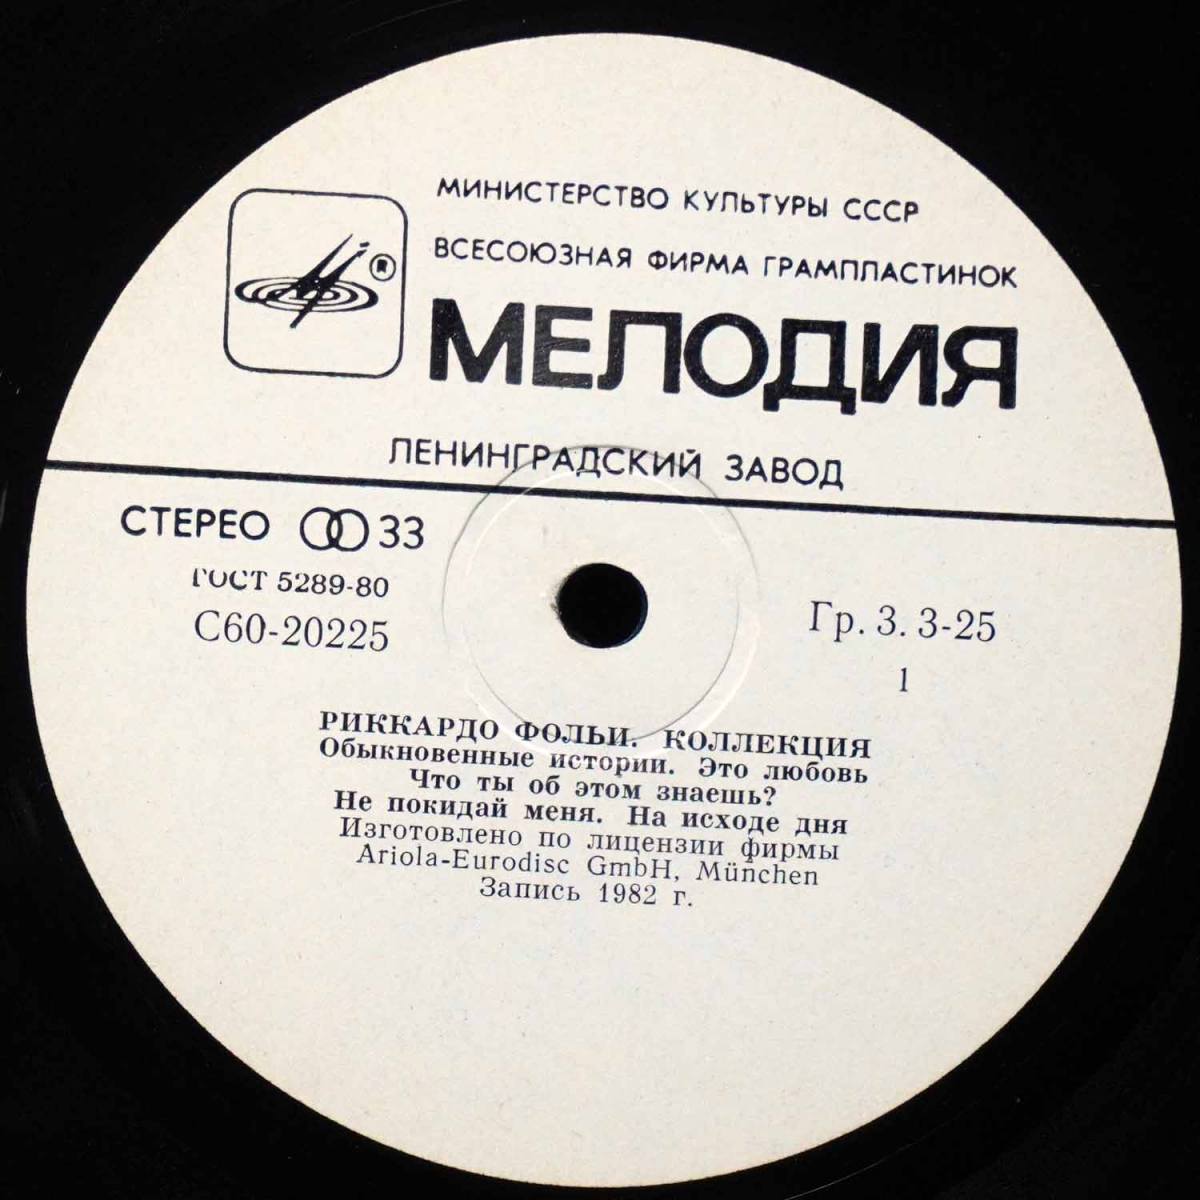 МИНИСТЕРСТВО КУЛЬТУРЫ СССР
ВСЕСОЮЗНАЯ ФИРМА ГРАМПЛАСТИНОК
®
МЕЛОДИЯ
ЛЕНИНГРАДСКИЙ ЗАВОД
СТЕРЕО 33
ГОСТ 5289-80
С60-20225
Гр. 3. 3-25
1
РИККАРДО ФОЛЬИ. КОЛЛЕКЦИЯ
Обыкновенные истории. Это любовь
Что ты об этом знаешь?
Не покидай меня. На исходе дня
Изготовлено по лицензии фирмы
Ariola-Eurodisc GmbH, München
Запись 1982 г.